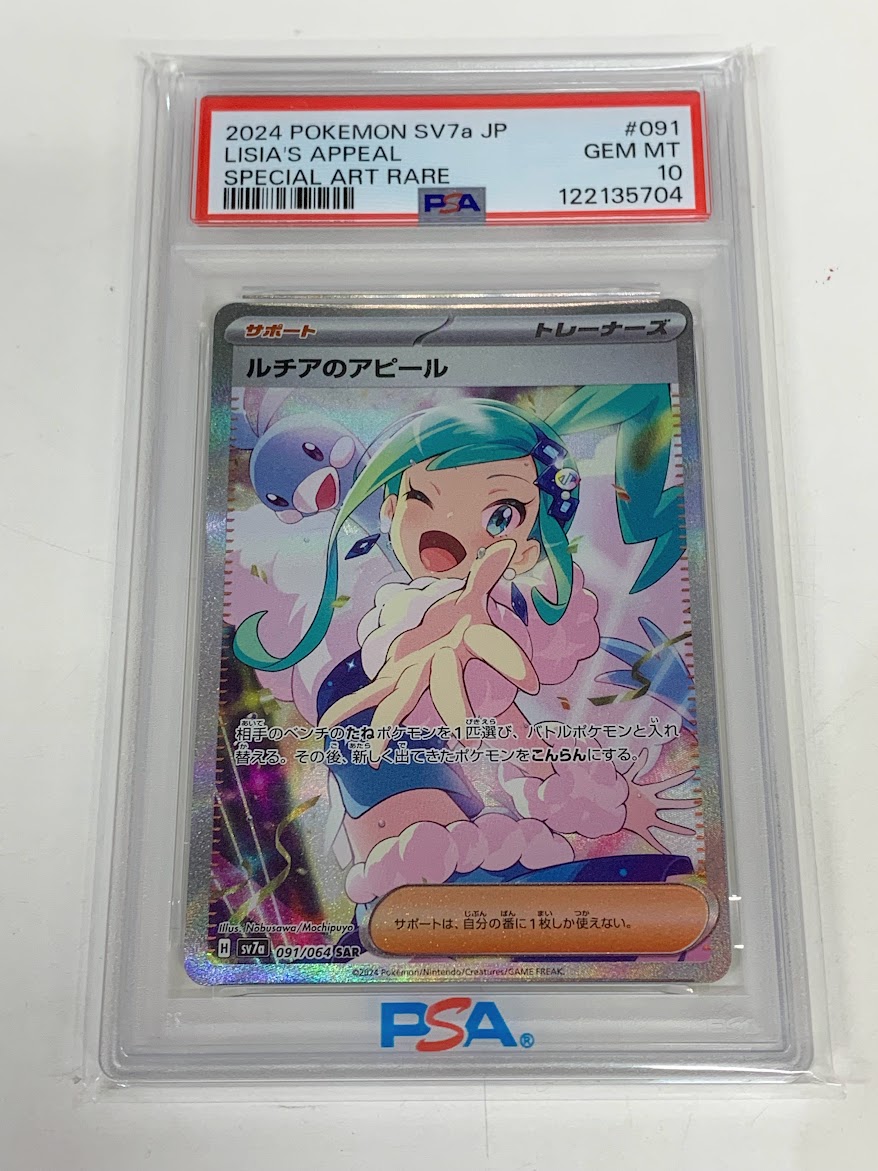 2024 POKEMON SV7a JP #091
LISIA'S APPEAL GEM MT
SPECIAL ART RARE 10
PSA 122135704
サポート トレーナーズ
ルチアのアピール
相手のベンチのたねポケモンを1匹選び、バトルポケモンと入れ
替える。その後、新しく出てきたポケモンをこんらんにする。
サポートは、自分の番に1枚しか使えない。
Illus. Nobusawa/Mochipuyo
H SV7a 091/064 SAR
©2024 Pokémon/Nintendo/Creatures/GAME FREAK.
PSA®